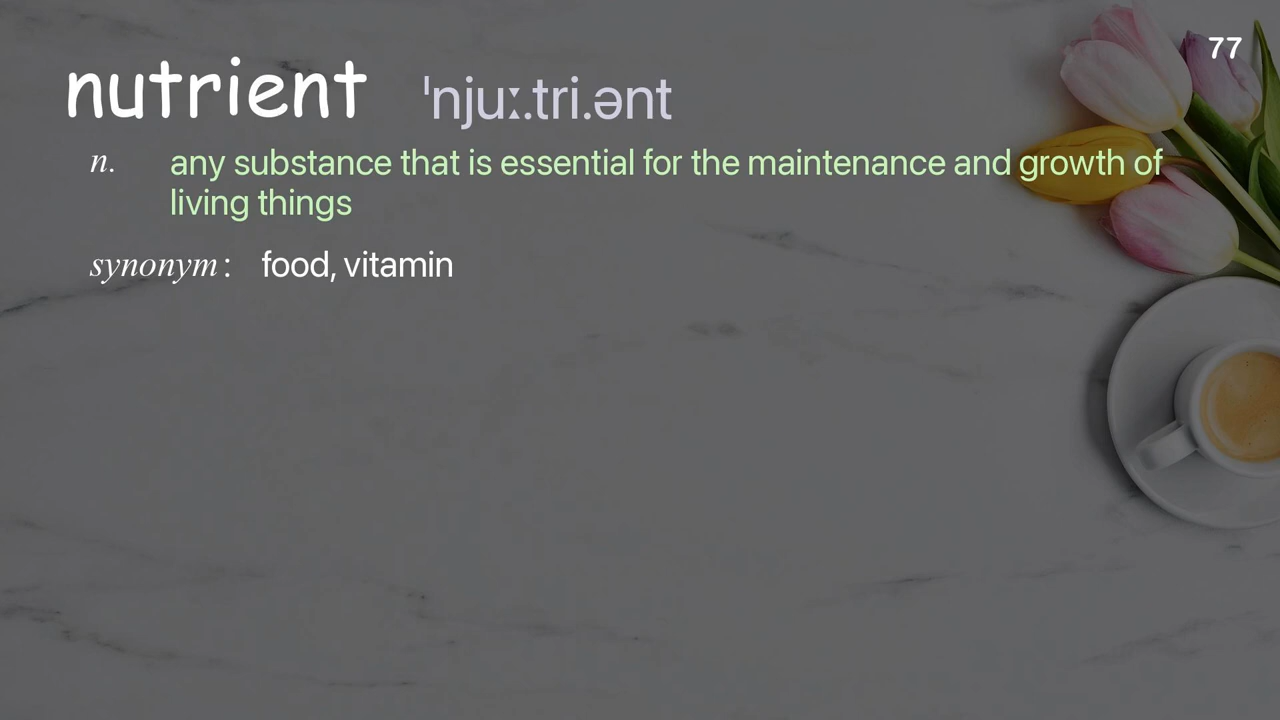 77
nutrient ˈnjuː.tri.ənt
n. any substance that is essential for the maintenance and growth of
living things
synonym : food, vitamin